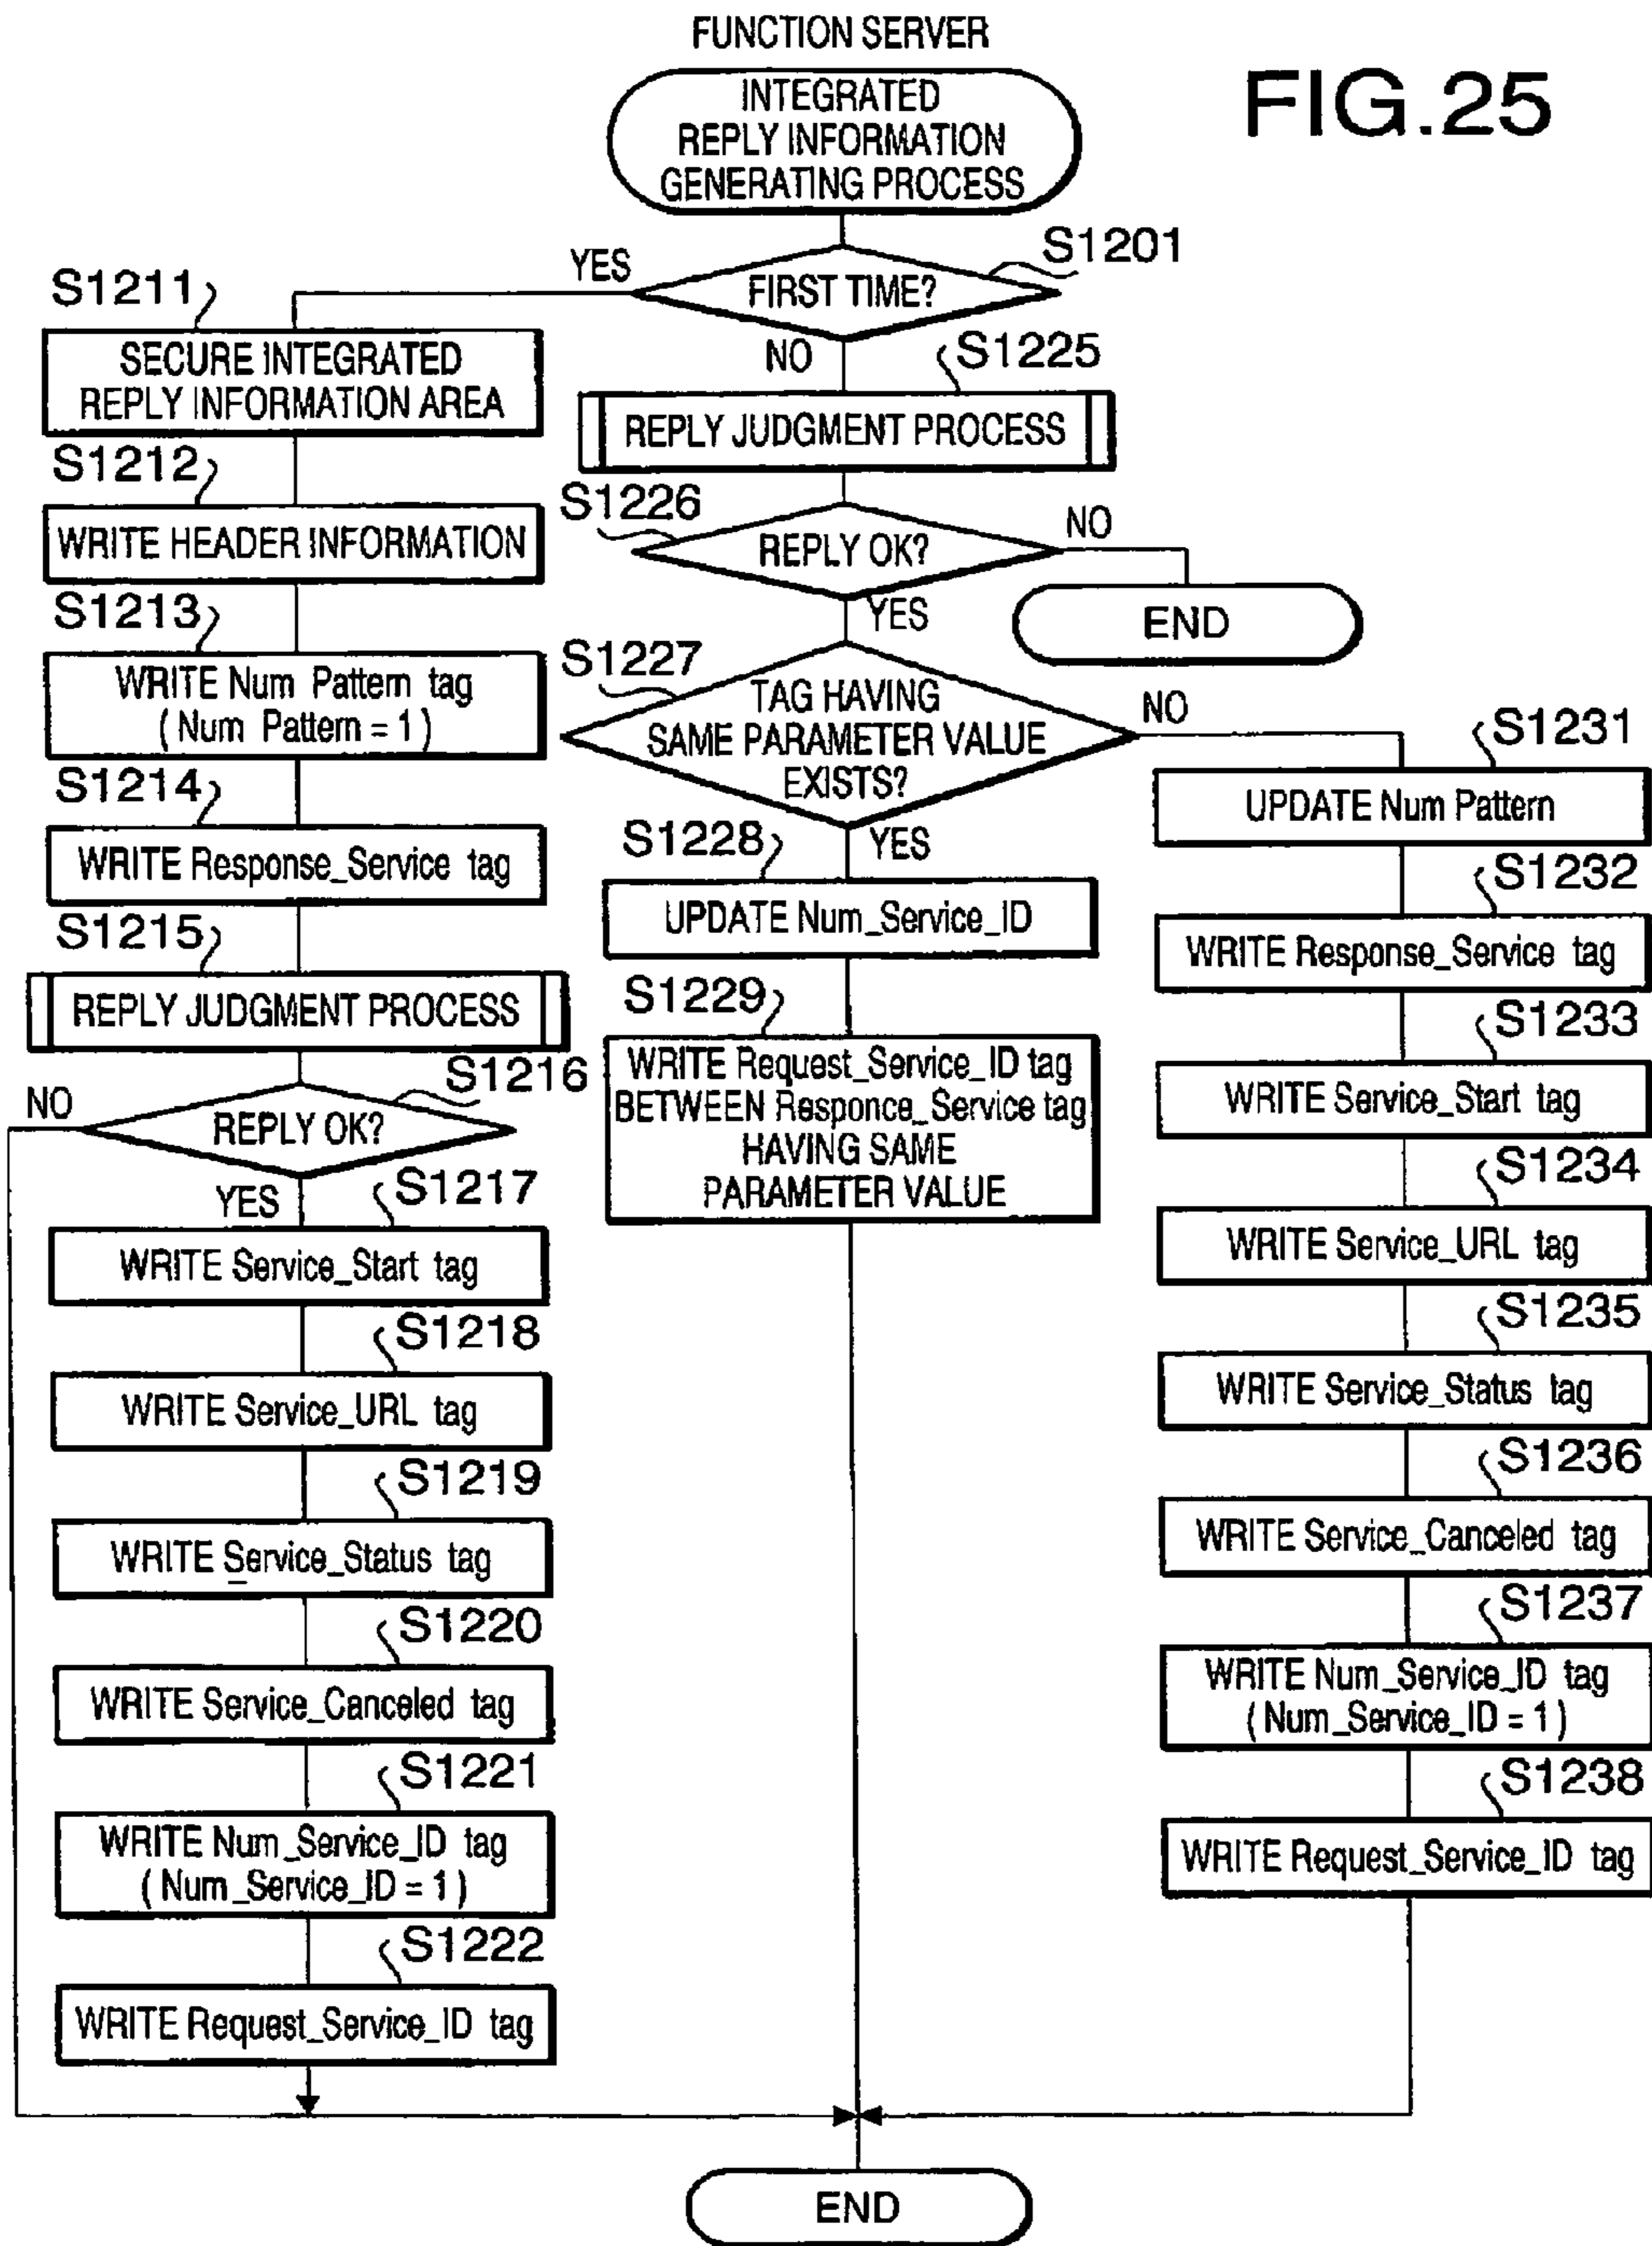 FUNCTION SERVER
FIG.25
INTEGRATED
REPLY INFORMATION
GENERATING PROCESS
S1201
FIRST TIME?
YES
NO
S1211
SECURE INTEGRATED
REPLY INFORMATION AREA
S1212
WRITE HEADER INFORMATION
S1213
WRITE Num Pattern tag
( Num Pattern = 1 )
S1214
WRITE Response_Service tag
S1215
REPLY JUDGMENT PROCESS
S1216
REPLY OK?
NO
YES
S1217
WRITE Service_Start tag
S1218
WRITE Service_URL tag
S1219
WRITE Service_Status tag
S1220
WRITE Service_Canceled tag
S1221
WRITE Num_Service_ID tag
( Num_Service_ID = 1 )
S1222
WRITE Request_Service_ID tag
S1225
REPLY JUDGMENT PROCESS
S1226
REPLY OK?
NO
END
YES
S1227
TAG HAVING
SAME PARAMETER VALUE
EXISTS?
NO
YES
S1228
UPDATE Num_Service_ID
S1229
WRITE Request_Service_ID tag
BETWEEN Responce_Service tag
HAVING SAME
PARAMETER VALUE
S1231
UPDATE Num Pattern
S1232
WRITE Response_Service tag
S1233
WRITE Service_Start tag
S1234
WRITE Service_URL tag
S1235
WRITE Service_Status tag
S1236
WRITE Service_Canceled tag
S1237
WRITE Num_Service_ID tag
( Num_Service_ID = 1 )
S1238
WRITE Request_Service_ID tag
END